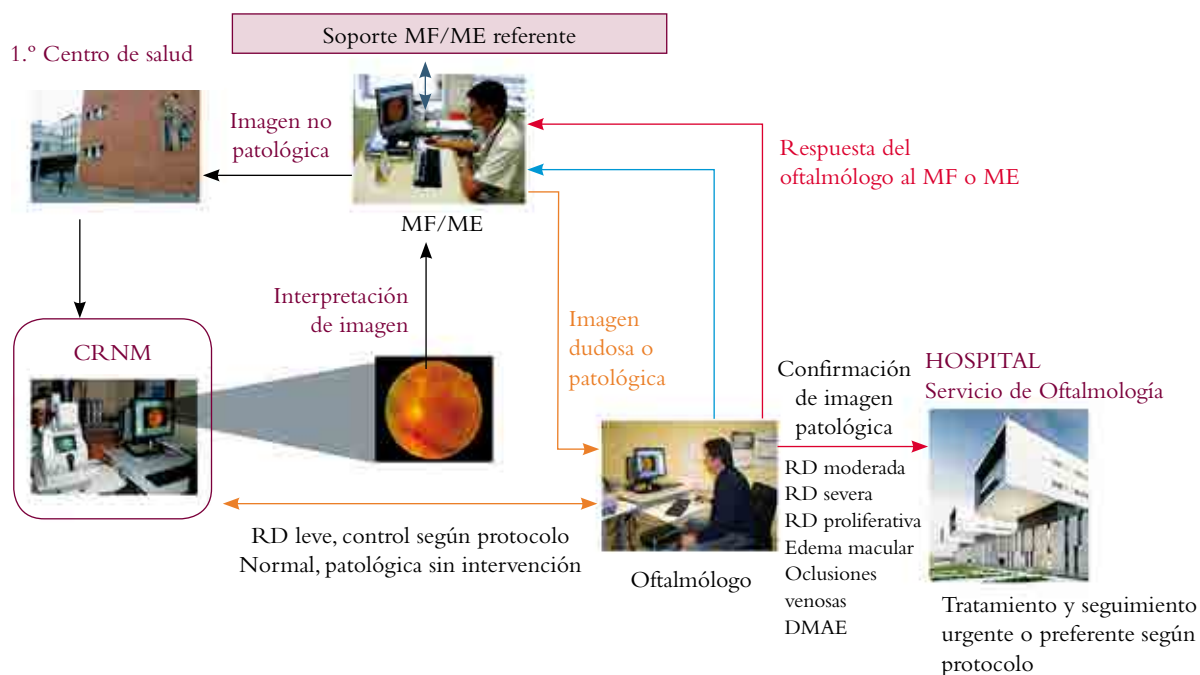 Soporte MF/ME referente
1.º Centro de salud
Imagen no
patológica
MF/ME
Respuesta del
oftalmólogo al MF o ME
Interpretación
de imagen
CRNM
Imagen
dudosa o
patológica
RD leve, control según protocolo
Normal, patológica sin intervención
Oftalmólogo
Confirmación
de imagen
patológica
RD moderada
RD severa
RD proliferativa
Edema macular
Oclusiones
venosas
DMAE
HOSPITAL
Servicio de Oftalmología
Tratamiento y seguimiento
urgente o preferente según
protocolo